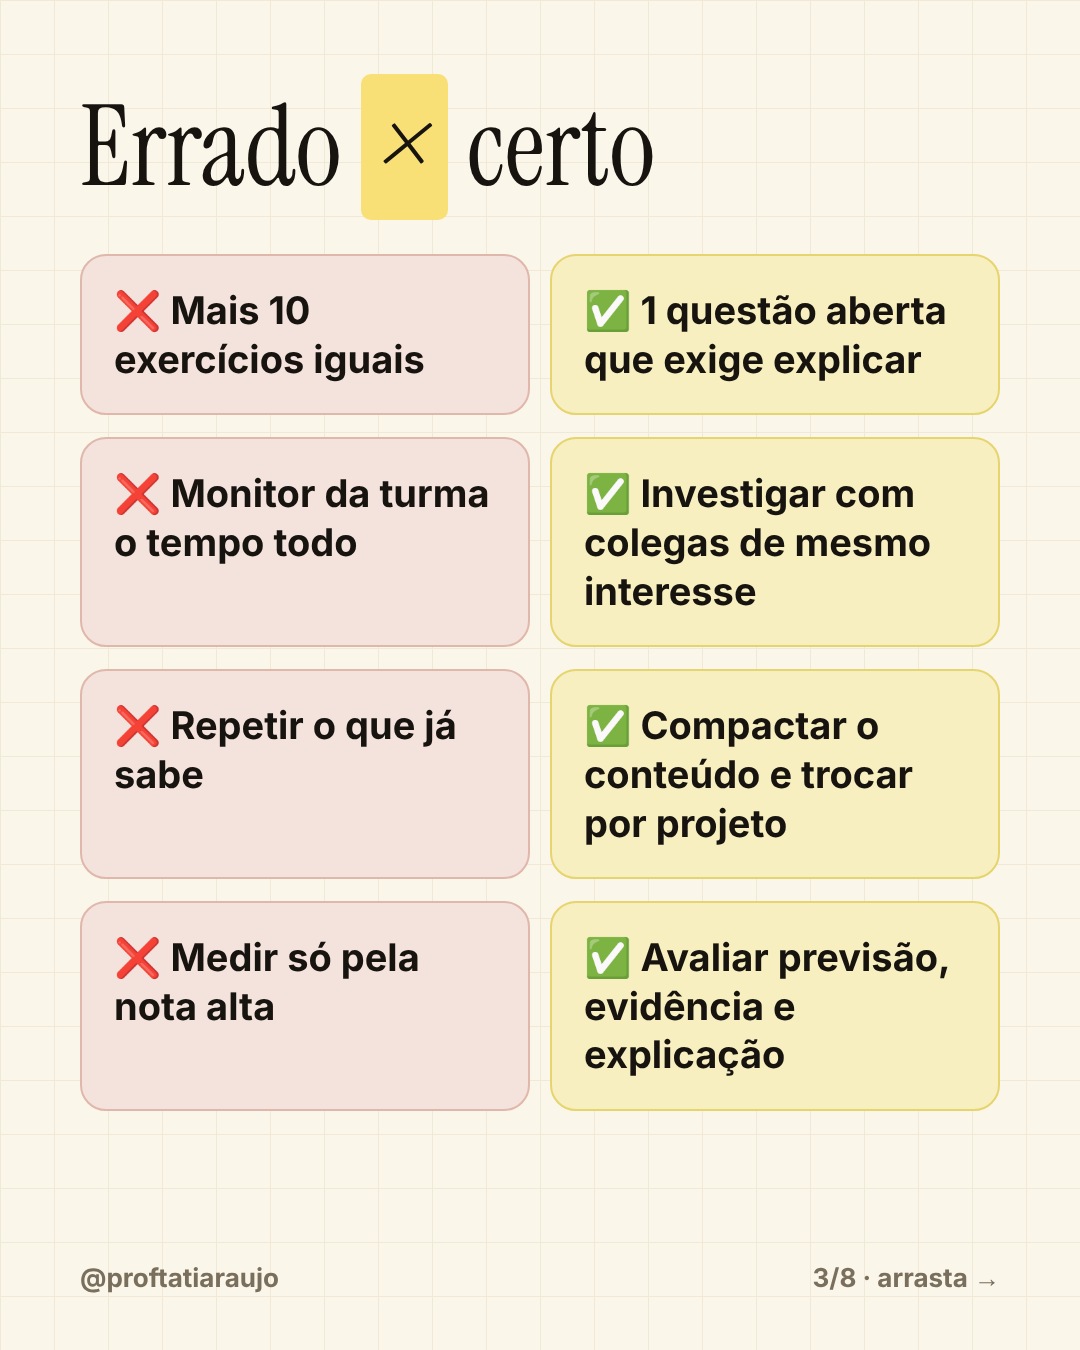 Errado × certo
❌ Mais 10
exercícios iguais
✅ 1 questão aberta
que exige explicar
❌ Monitor da turma
o tempo todo
✅ Investigar com
colegas de mesmo
interesse
❌ Repetir o que já
sabe
✅ Compactar o
conteúdo e trocar
por projeto
❌ Medir só pela
nota alta
✅ Avaliar previsão,
evidência e
explicação
@proftatiaraujo
3/8 · arrasta →